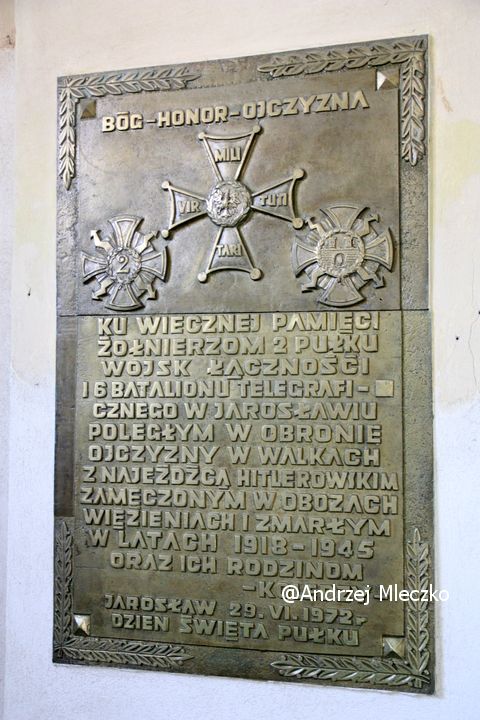 BÓG-HONOR-OJCZYZNA
MILI
VIR TUTI
TARI
2
KU WIECZNEJ PAMIĘCI
ŻOŁNIERZOM 2 PUŁKU
WOJSK ŁĄCZNOŚCI
I 6 BATALIONU TELEGRAFI-
CZNEGO W JAROSŁAWIU
POLEGŁYM W OBRONIE
OJCZYZNY W WALKACH
Z NAJEŹDŹCĄ HITLEROWSKIM
ZAMĘCZONYM W OBOZACH
WIĘZIENIACH I ZMARŁYM
W LATACH 1918-1945
ORAZ ICH RODZINOM
@Andrzej Mleczko
JAROSŁAW 29.VI.1972r
DZIEŃ ŚWIĘTA PUŁKU